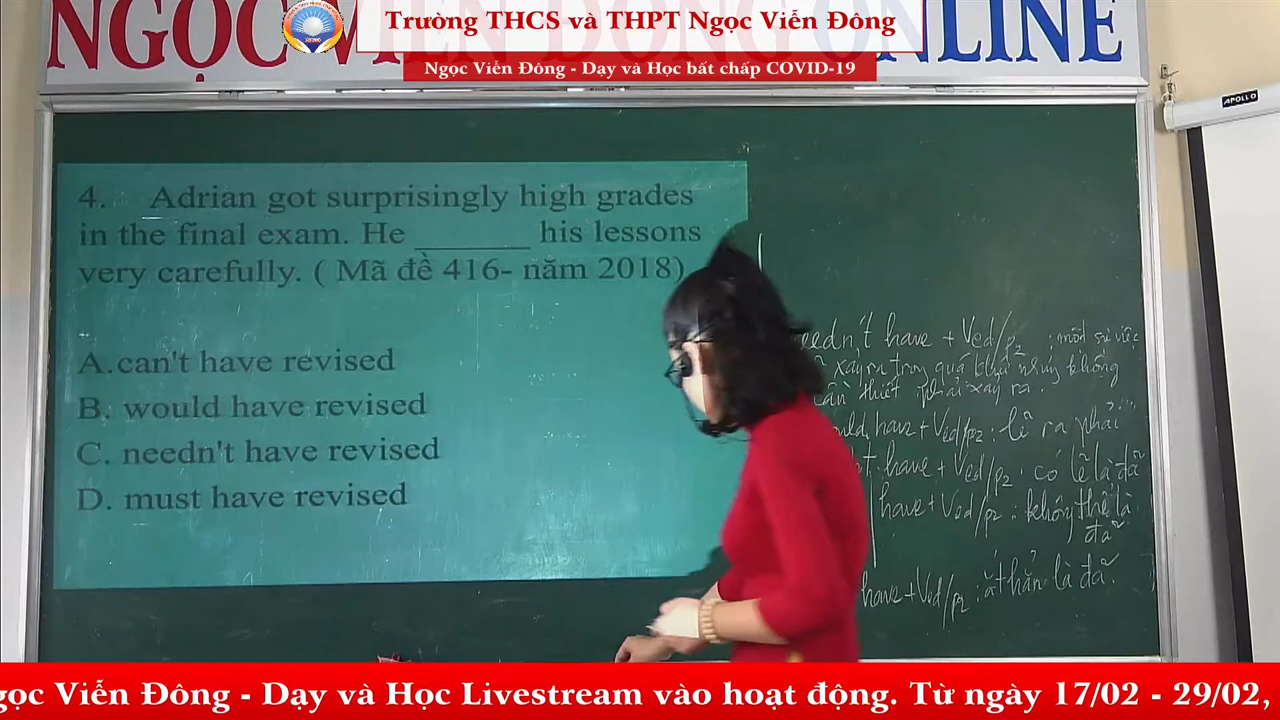 NGỌC VIỄN ĐÔNG ONLINE
Trường THCS và THPT Ngọc Viễn Đông
Ngọc Viễn Đông - Dạy và Học bất chấp COVID-19
APOLLO
4. Adrian got surprisingly high grades
in the final exam. He _______ his lessons
very carefully. ( Mã đề 416- năm 2018)
A.can't have revised
B. would have revised
C. needn't have revised
D. must have revised
needn't have + Ved/p2 : một sự việc
xảy ra trong quá khứ nhưng không
cần thiết phải xảy ra.
have + Ved/p2 : lẽ ra phải...
have + Ved/p2 : có lẽ là đã
have + Ved/p2 : không thể là
đã
have + Ved/p2 : ắt hẳn là đã.
gọc Viễn Đông - Dạy và Học Livestream vào hoạt động. Từ ngày 17/02 - 29/02,